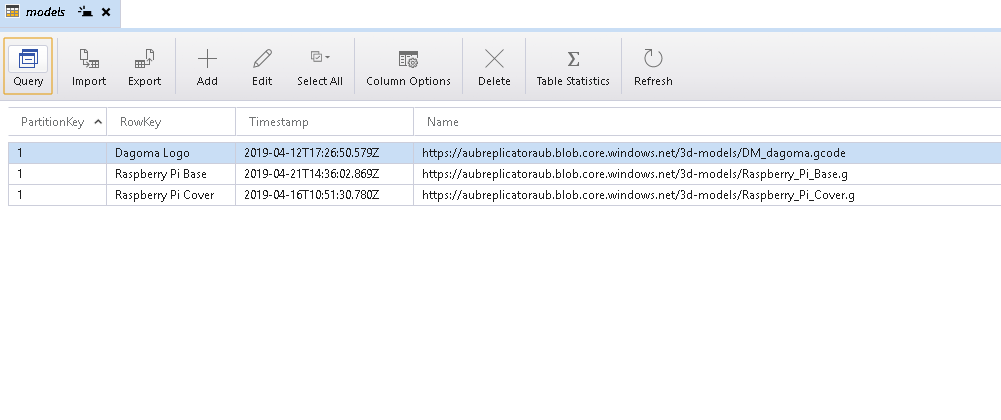 models
Query Import Export Add Edit Select All Column Options Delete Table Statistics Refresh
PartitionKey RowKey Timestamp Name
1 Dagoma Logo 2019-04-12T17:26:50.579Z https://aubreplicatoraub.blob.core.windows.net/3d-models/DM_dagoma.gcode
1 Raspberry Pi Base 2019-04-21T14:36:02.869Z https://aubreplicatoraub.blob.core.windows.net/3d-models/Raspberry_Pi_Base.g
1 Raspberry Pi Cover 2019-04-16T10:51:30.780Z https://aubreplicatoraub.blob.core.windows.net/3d-models/Raspberry_Pi_Cover.g